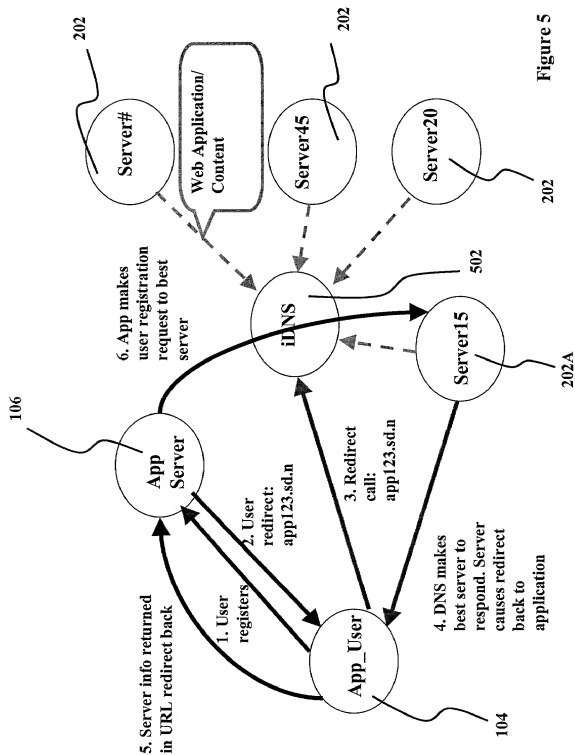 5. Server info returned
in URL redirect back
106
App
Server
1. User
registers
2. User
redirect:
app123.sd.n
6. App makes
user registration
request to best
server
202
Server#
Web Application/
Content
App_User
104
3. Redirect
call:
app123.sd.n
iDNS
502
Server45
202
4. DNS makes
best server to
respond. Server
causes redirect
back to
application
Server15
202A
Server20
202
Figure 5